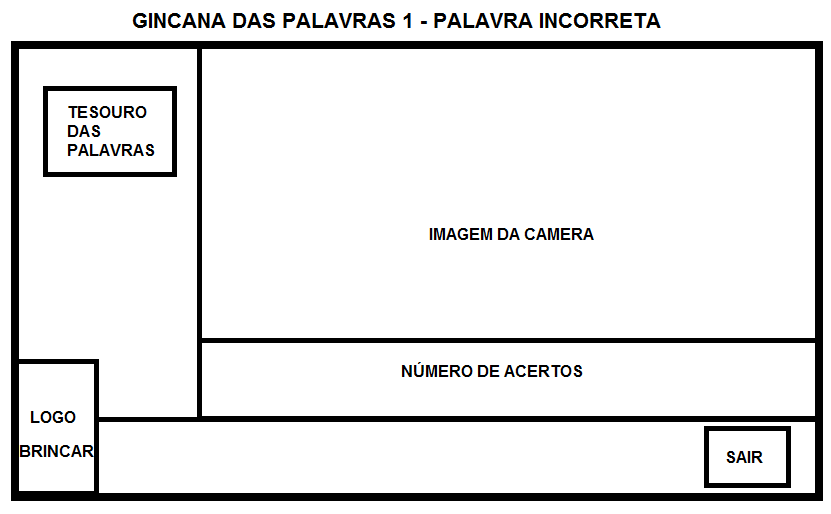 GINCANA DAS PALAVRAS 1 - PALAVRA INCORRETA
TESOURO
DAS
PALAVRAS
IMAGEM DA CAMERA
NÚMERO DE ACERTOS
LOGO
BRINCAR
SAIR